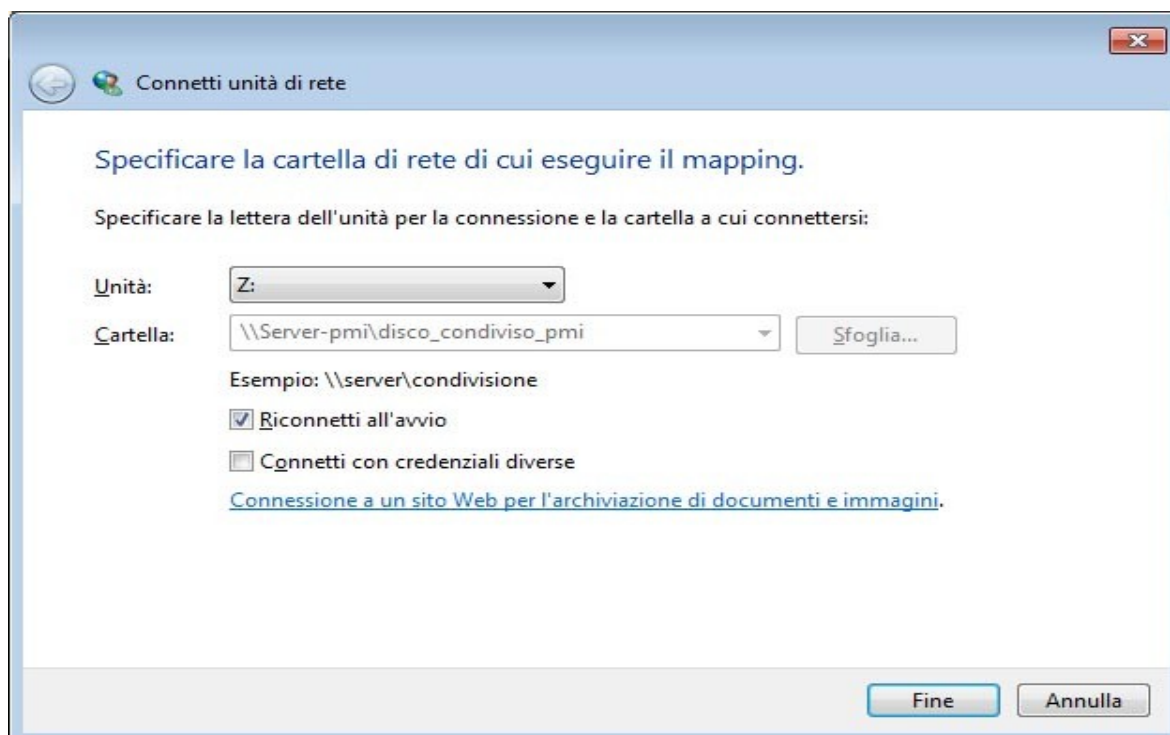 Connetti unità di rete
Specificare la cartella di rete di cui eseguire il mapping.
Specificare la lettera dell'unità per la connessione e la cartella a cui connettersi:
Unità: Z:
Cartella: \\Server-pmi\disco_condiviso_pmi Sfoglia...
Esempio: \\server\condivisione
Riconnetti all'avvio
Connetti con credenziali diverse
Connessione a un sito Web per l'archiviazione di documenti e immagini.
Fine Annulla